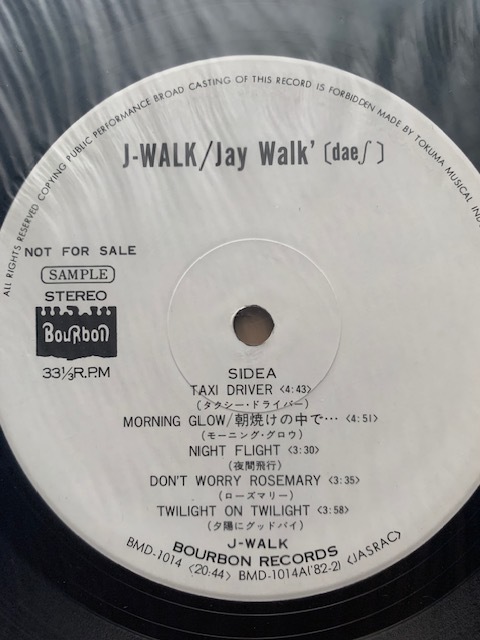 ALL RIGHTS RESERVED COPYING PUBLIC PERFORMANCE BROAD CASTING OF THIS RECORD IS FORBIDDEN MADE BY TOKUMA MUSICAL
J-WALK/Jay Walk' (dae∫ )
NOT FOR SALE
SAMPLE
STEREO
BouRbon
33⅓R.P.M
SIDEA
TAXI DRIVER <4:43>
(タクシー・ドライバー)
MORNING GLOW/朝焼けの中で… <4:51>
(モーニング・グロウ)
NIGHT FLIGHT <3:30>
(夜間飛行)
DON'T WORRY ROSEMARY <3:35>
(ローズマリー)
TWILIGHT ON TWILIGHT <3:58>
(夕陽にグッドバイ)
J-WALK
BOURBON RECORDS
BMD-1014 <20:44> BMD-1014A('82-2) <JASRAC>